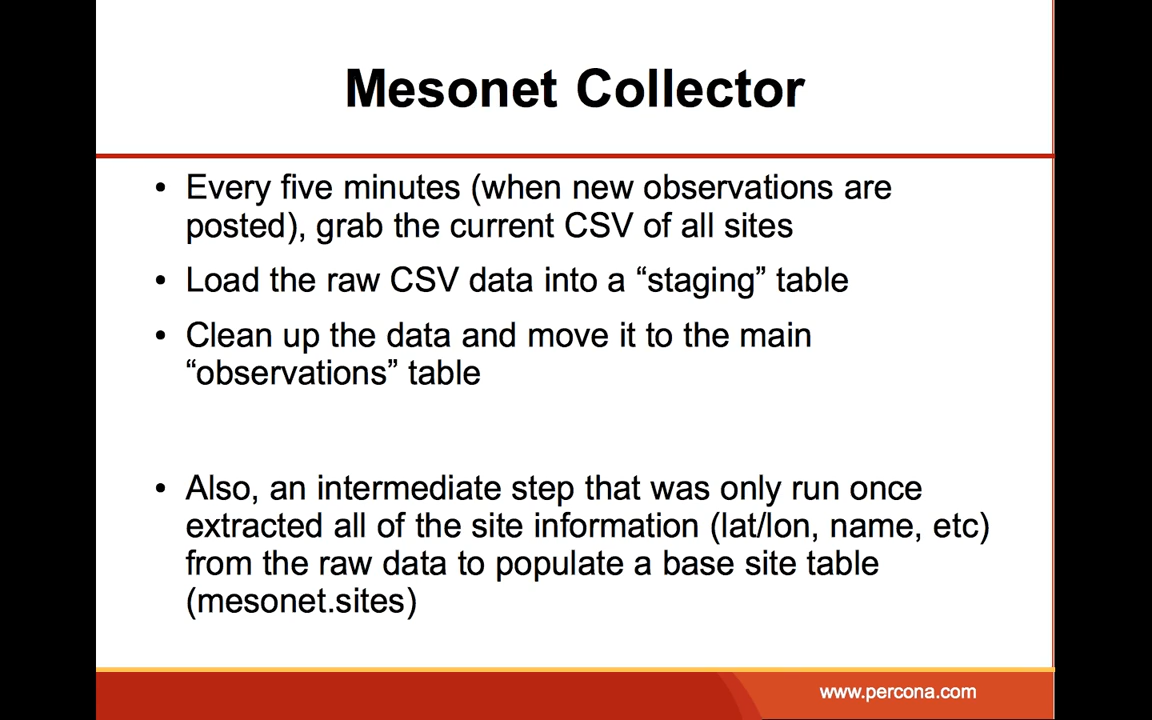 Mesonet Collector
• Every five minutes (when new observations are
posted), grab the current CSV of all sites
• Load the raw CSV data into a “staging” table
• Clean up the data and move it to the main
“observations” table
• Also, an intermediate step that was only run once
extracted all of the site information (lat/lon, name, etc)
from the raw data to populate a base site table
(mesonet.sites)
www.percona.com